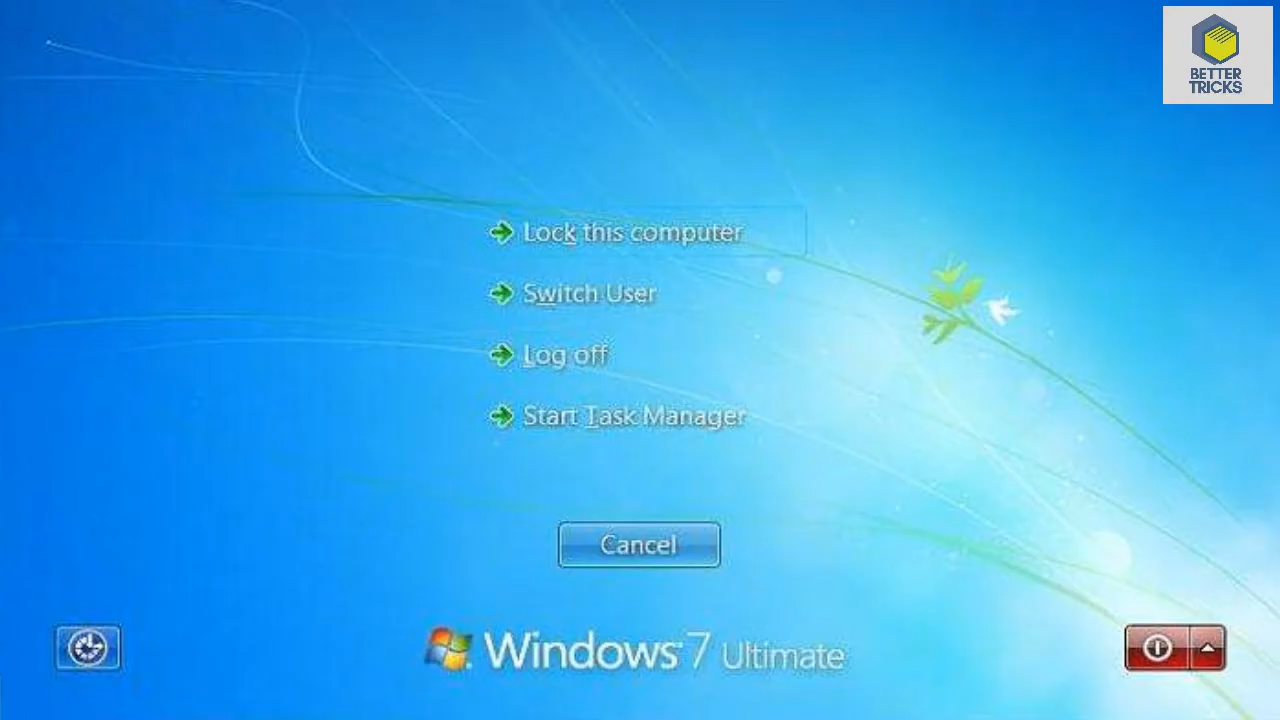 BETTER
TRICKS
Lock this computer
Switch User
Log off
Start Task Manager
Cancel
Windows 7 Ultimate